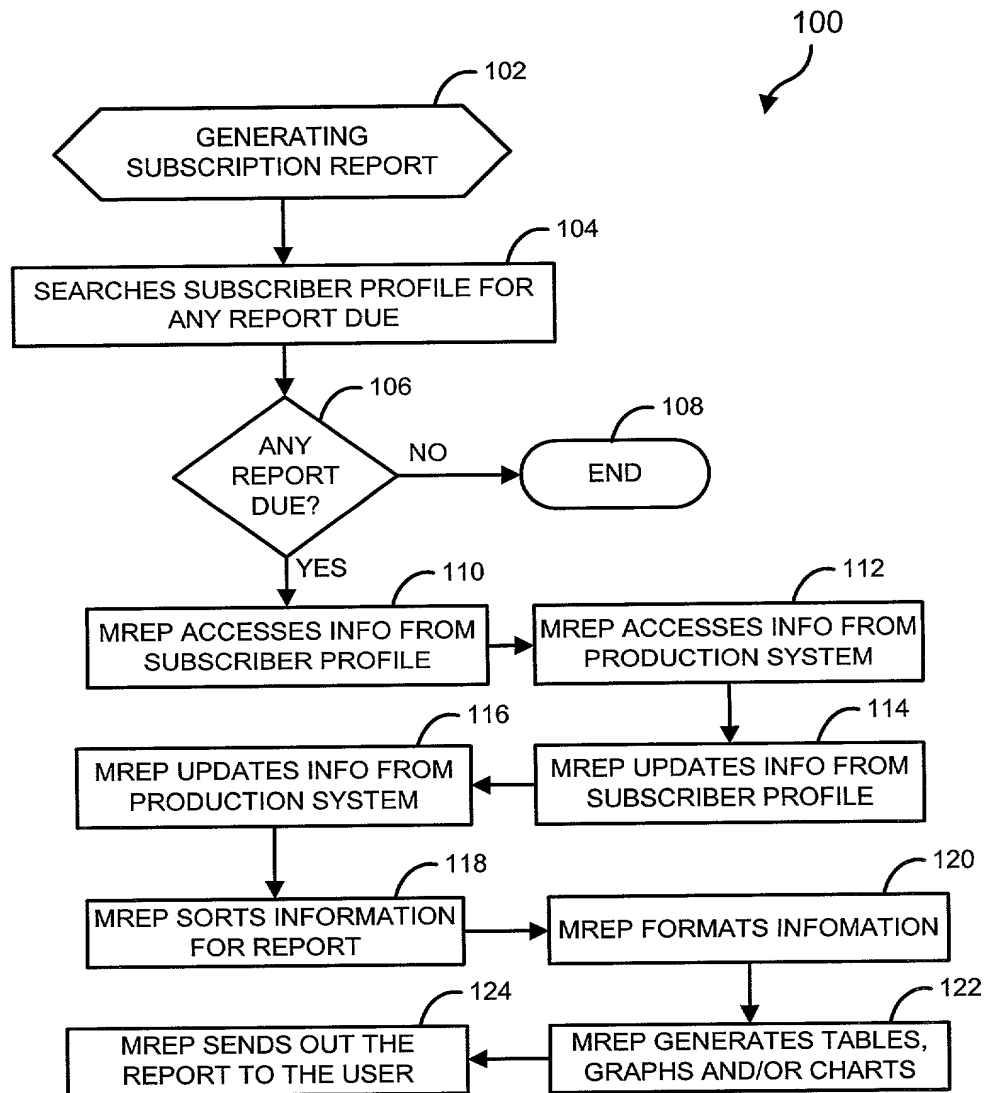 100
102
GENERATING
SUBSCRIPTION REPORT
104
SEARCHES SUBSCRIBER PROFILE FOR
ANY REPORT DUE
106
ANY
REPORT
DUE?
NO
108
END
YES
110
MREP ACCESSES INFO FROM
SUBSCRIBER PROFILE
112
MREP ACCESSES INFO FROM
PRODUCTION SYSTEM
114
MREP UPDATES INFO FROM
SUBSCRIBER PROFILE
116
MREP UPDATES INFO FROM
PRODUCTION SYSTEM
118
MREP SORTS INFORMATION
FOR REPORT
120
MREP FORMATS INFOMATION
122
MREP GENERATES TABLES,
GRAPHS AND/OR CHARTS
124
MREP SENDS OUT THE
REPORT TO THE USER